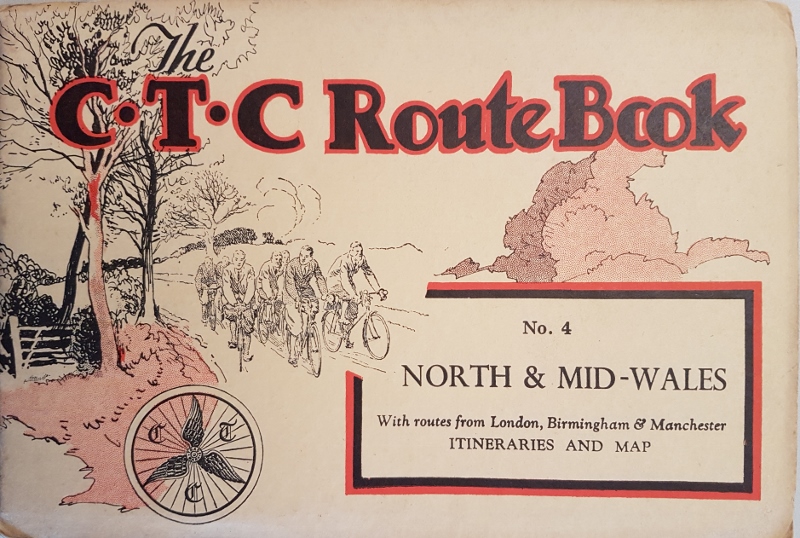 The
C·T·C Route Book
No. 4
NORTH & MID-WALES
With routes from London, Birmingham & Manchester
ITINERARIES AND MAP
C T
C